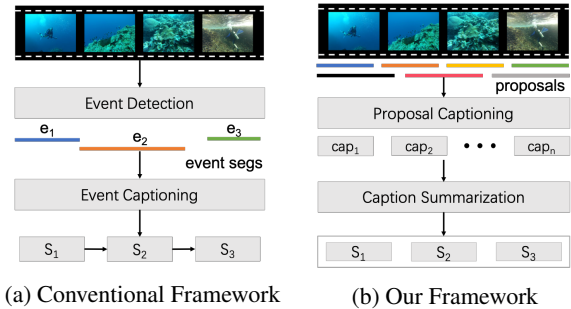 Event Detection
e1
e2
e3
event segs
Event Captioning
S1
S2
S3
(a) Conventional Framework
proposals
Proposal Captioning
cap1
cap2
• • •
capn
Caption Summarization
S1
S2
S3
(b) Our Framework